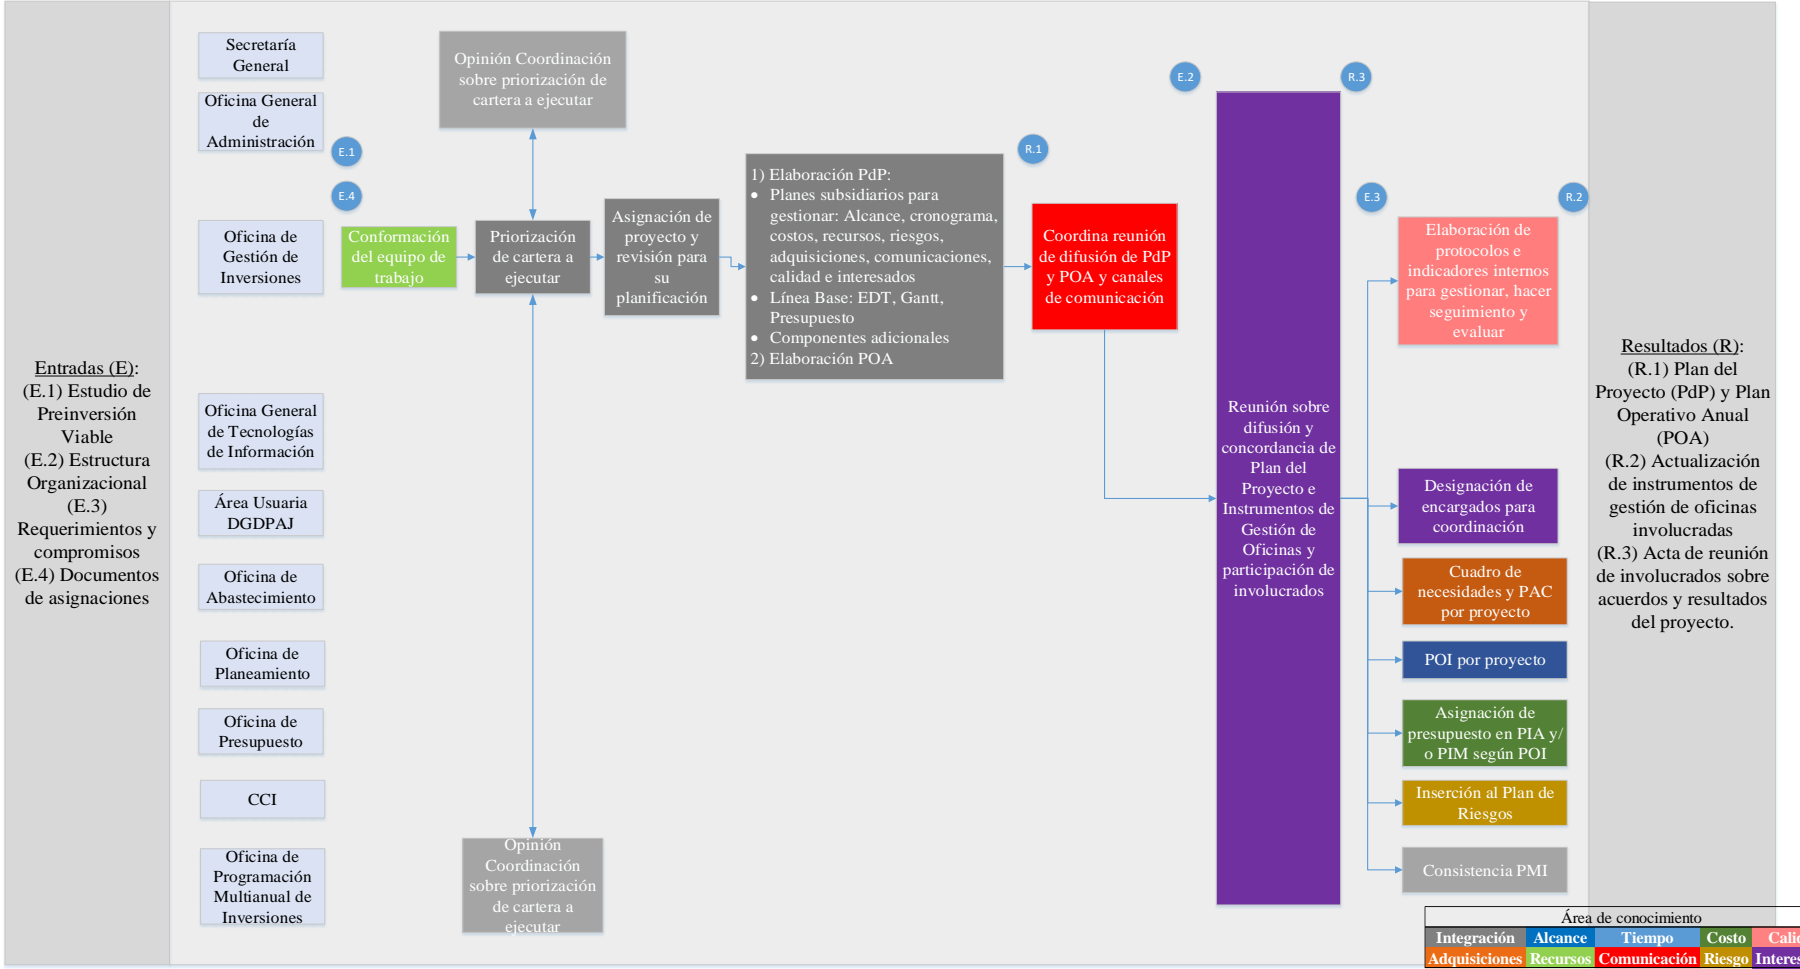 Entradas (E):
(E.1) Estudio de
Preinversión
Viable
(E.2) Estructura
Organizacional
(E.3)
Requerimientos y
compromisos
(E.4) Documentos
de asignaciones
Secretaría
General
Oficina General
de
Administración
Oficina de
Gestión de
Inversiones
Oficina General
de Tecnologías
de Información
Área Usuaria
DGDPAJ
Oficina de
Abastecimiento
Oficina de
Planeamiento
Oficina de
Presupuesto
CCI
Oficina de
Programación
Multianual de
Inversiones
E.1
E.4
Conformación
del equipo de
trabajo
Opinión Coordinación
sobre priorización de
cartera a ejecutar
Priorización
de cartera a
ejecutar
Opinión
Coordinación
sobre priorización
de cartera a
ejecutar
Asignación de
proyecto y
revisión para
su
planificación
1) Elaboración PdP:
• Planes subsidiarios para
gestionar: Alcance, cronograma,
costos, recursos, riesgos,
adquisiciones, comunicaciones,
calidad e interesados
• Línea Base: EDT, Gantt,
Presupuesto
• Componentes adicionales
2) Elaboración POA
R.1
Coordina reunión
de difusión de PdP
y POA y canales
de comunicación
E.2
R.3
Reunión sobre
difusión y
concordancia de
Plan del
Proyecto e
Instrumentos de
Gestión de
Oficinas y
participación de
involucrados
E.3
R.2
Elaboración de
protocolos e
indicadores internos
para gestionar, hacer
seguimiento y
evaluar
Designación de
encargados para
coordinación
Cuadro de
necesidades y PAC
por proyecto
POI por proyecto
Asignación de
presupuesto en PIA y/
o PIM según POI
Inserción al Plan de
Riesgos
Consistencia PMI
Resultados (R):
(R.1) Plan del
Proyecto (PdP) y Plan
Operativo Anual
(POA)
(R.2) Actualización
de instrumentos de
gestión de oficinas
involucradas
(R.3) Acta de reunión
de involucrados sobre
acuerdos y resultados
del proyecto.
Área de conocimiento
Integración Alcance Tiempo Costo
Adquisiciones Recursos Comunicación Riesgo